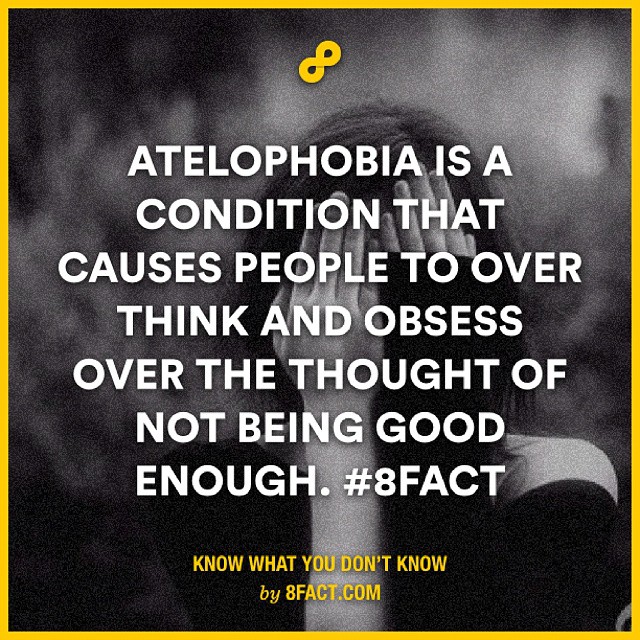 ATELOPHOBIA IS A
CONDITION THAT
CAUSES PEOPLE TO OVER
THINK AND OBSESS
OVER THE THOUGHT OF
NOT BEING GOOD
ENOUGH. #8FACT
KNOW WHAT YOU DON'T KNOW
by 8FACT.COM